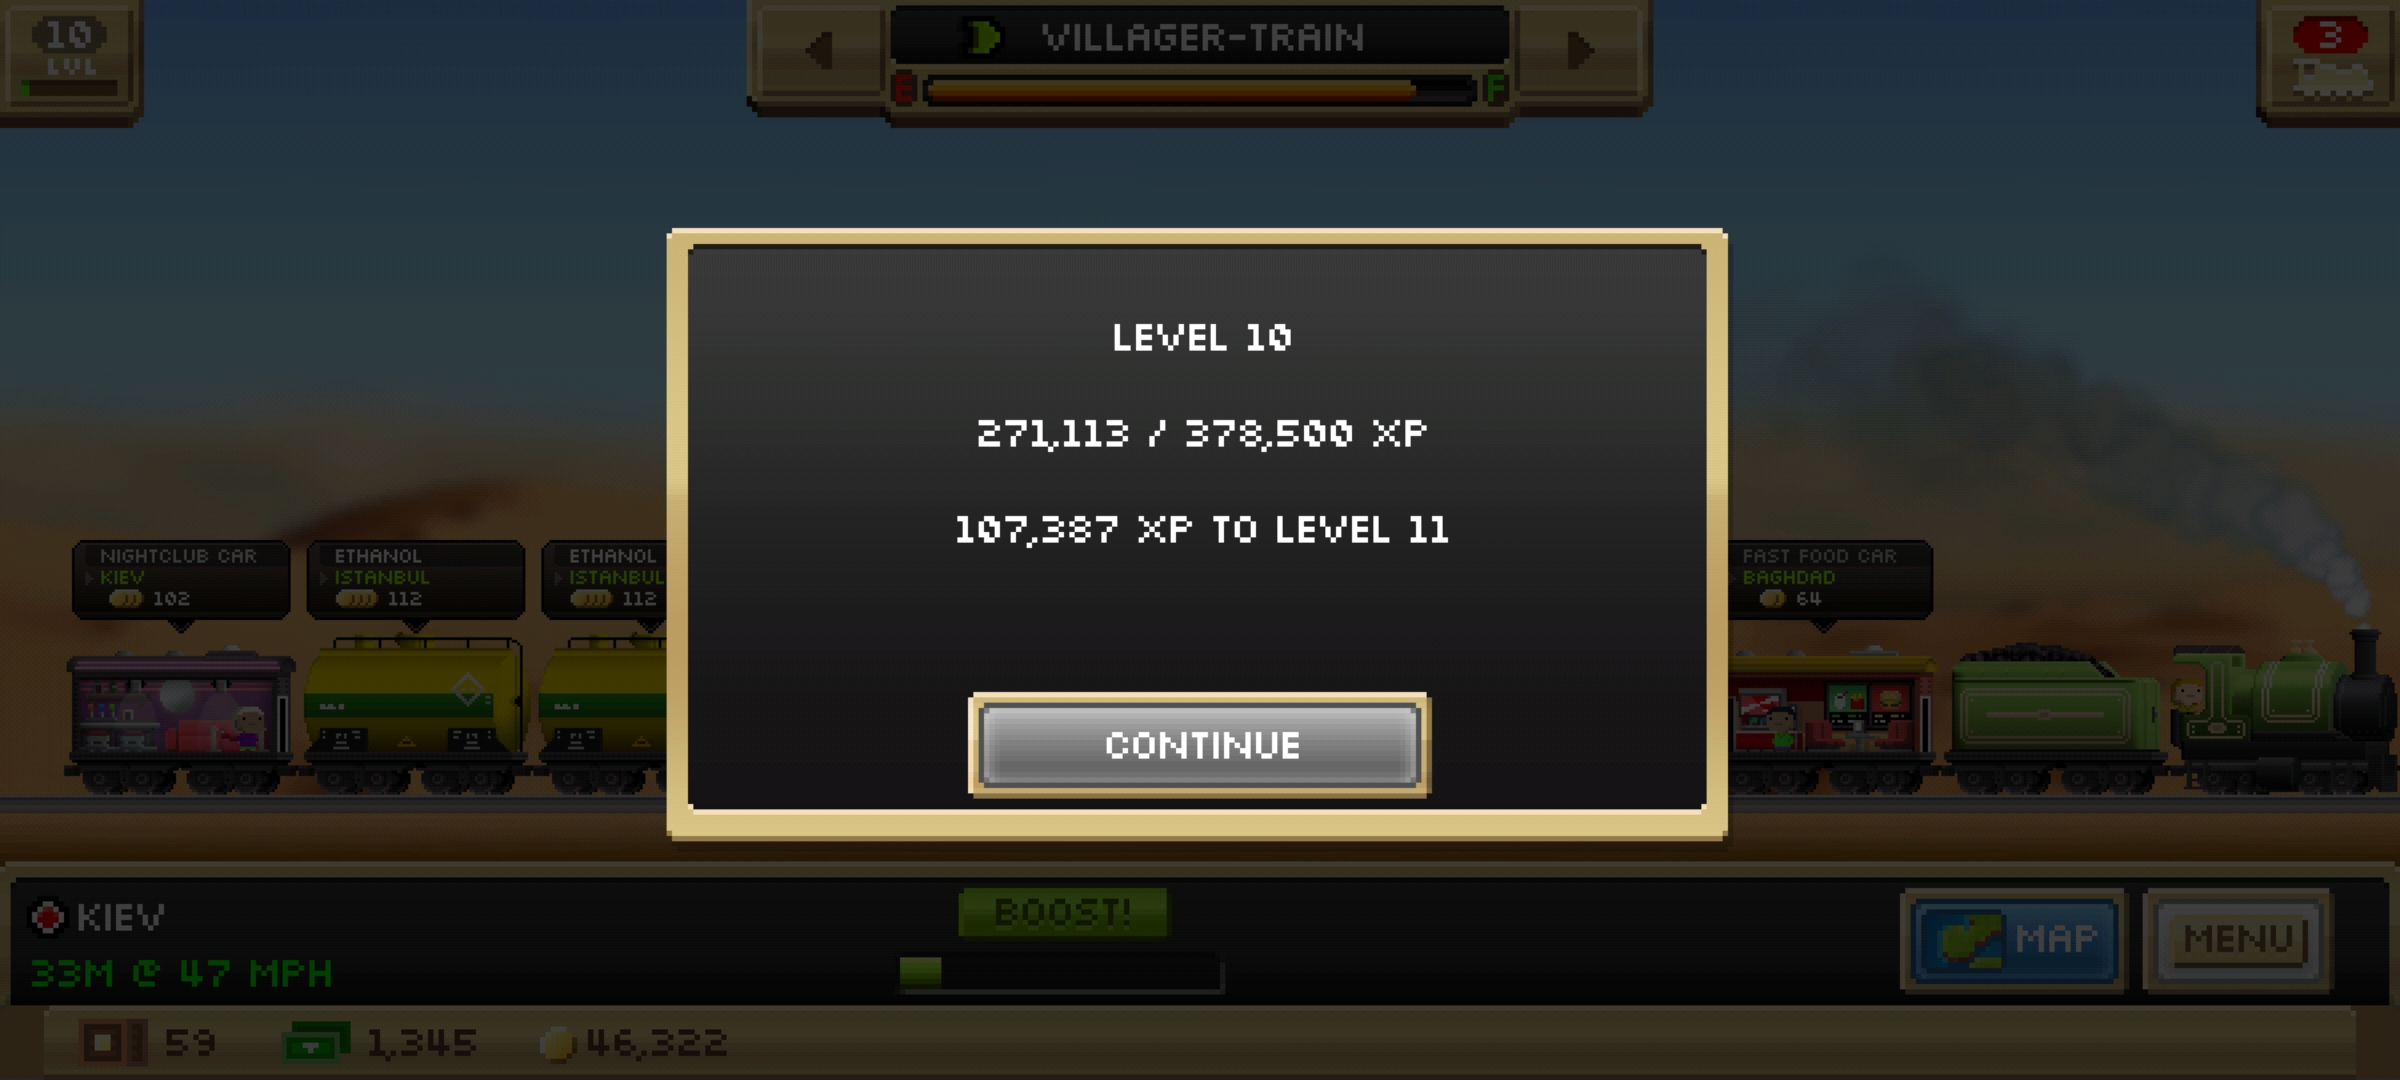 10
LVL
VILLAGER-TRAIN
E
F
3
LEVEL 10
271,113 / 378,500 XP
107,387 XP TO LEVEL 11
CONTINUE
NIGHTCLUB CAR
KIEV
102
ETHANOL
ISTANBUL
112
ETHANOL
ISTANBUL
112
FAST FOOD CAR
BAGHDAD
64
KIEV
33M @ 47 MPH
BOOST!
MAP
MENU
59
1,345
46,322